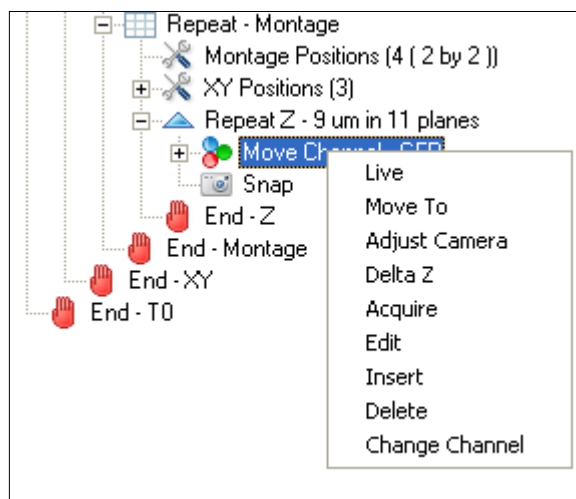 Repeat - Montage
Montage Positions (4 ( 2 by 2 ))
XY Positions (3)
Repeat Z - 9 um in 11 planes
Move Channel - GFP
Snap
End - Z
End - Montage
End - XY
End - T0
Live
Move To
Adjust Camera
Delta Z
Acquire
Edit
Insert
Delete
Change Channel